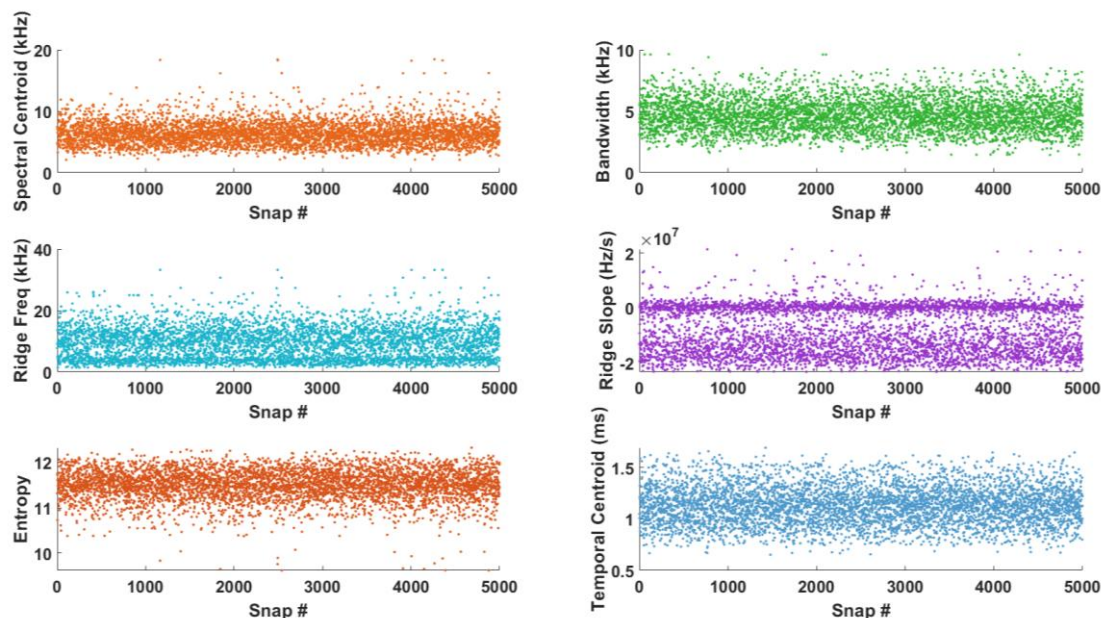 Spectral Centroid (kHz)
20
10
0
0 1000 2000 3000 4000 5000
Snap #
Bandwidth (kHz)
10
5
0
0 1000 2000 3000 4000 5000
Snap #
Ridge Freq (kHz)
40
20
0
0 1000 2000 3000 4000 5000
Snap #
Ridge Slope (Hz/s)
×10^7
2
0
-2
0 1000 2000 3000 4000 5000
Snap #
Entropy
12
11
10
0 1000 2000 3000 4000 5000
Snap #
Temporal Centroid (ms)
1.5
1
0.5
0 1000 2000 3000 4000 5000
Snap #